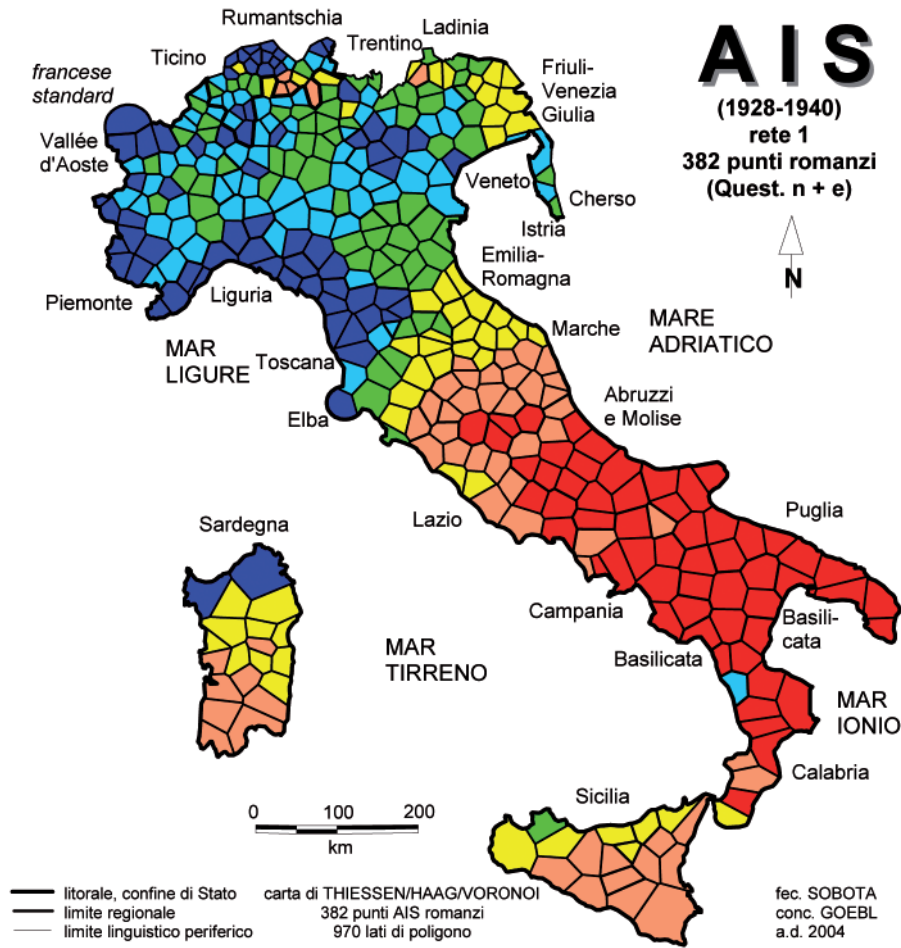 Rumantschia
Ladinia
Trentino
Ticino
francese
standard
Vallée
d'Aoste
Friuli-
Venezia
Giulia
A I S
(1928-1940)
rete 1
382 punti romanzi
(Quest. n + e)
N
Veneto
Cherso
Istria
Emilia-
Romagna
Piemonte
Liguria
MAR
LIGURE
Toscana
Elba
Marche
MARE
ADRIATICO
Abruzzi
e Molise
Lazio
Puglia
Sardegna
Campania
Basili-
cata
Basilicata
MAR
TIRRENO
MAR
IONIO
Calabria
Sicilia
0 100 200
km
litorale, confine di Stato
limite regionale
limite linguistico periferico
carta di THIESSEN/HAAG/VORONOI
382 punti AIS romanzi
970 lati di poligono
fec. SOBOTA
conc. GOEBL
a.d. 2004